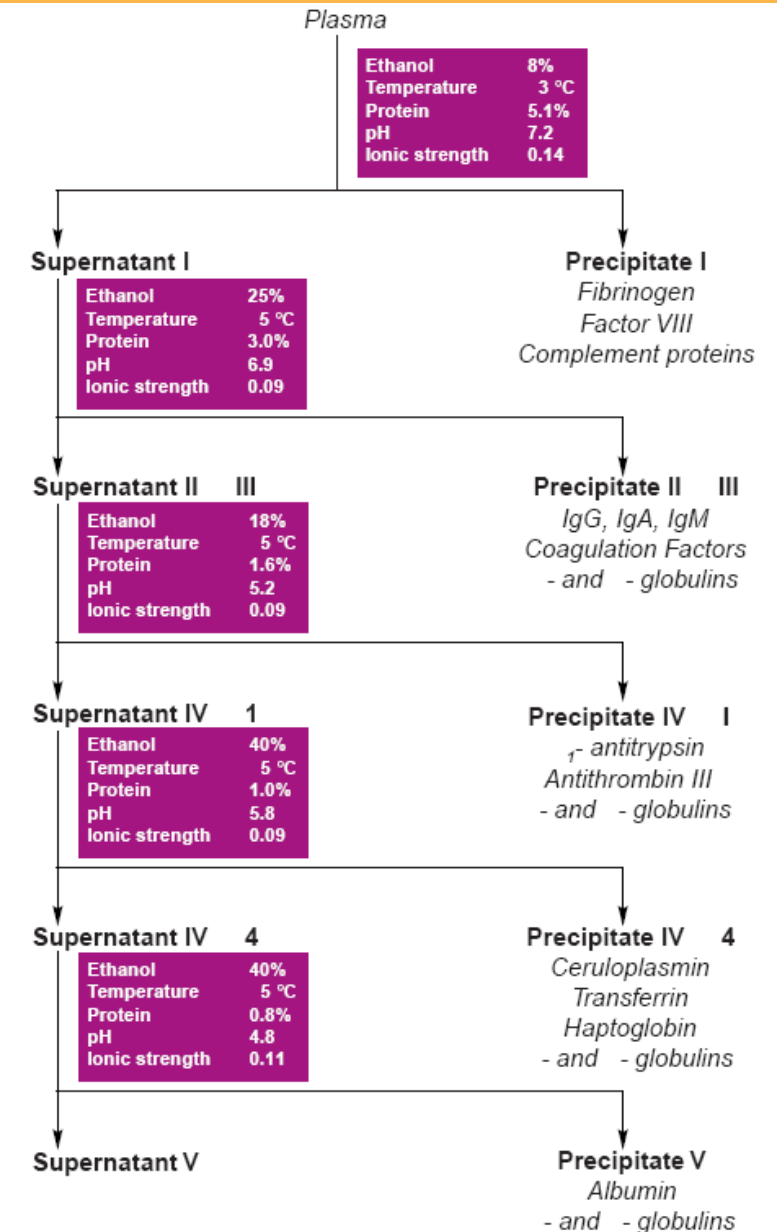 Plasma
Ethanol 8%
Temperature 3 °C
Protein 5.1%
pH 7.2
Ionic strength 0.14
Supernatant I
Precipitate I
Ethanol 25%
Temperature 5 °C
Protein 3.0%
pH 6.9
Ionic strength 0.09
Fibrinogen
Factor VIII
Complement proteins
Supernatant II III
Precipitate II III
Ethanol 18%
Temperature 5 °C
Protein 1.6%
pH 5.2
Ionic strength 0.09
IgG, IgA, IgM
Coagulation Factors
- and - globulins
Supernatant IV 1
Precipitate IV I
Ethanol 40%
Temperature 5 °C
Protein 1.0%
pH 5.8
Ionic strength 0.09
1- antitrypsin
Antithrombin III
- and - globulins
Supernatant IV 4
Precipitate IV 4
Ethanol 40%
Temperature 5 °C
Protein 0.8%
pH 4.8
Ionic strength 0.11
Ceruloplasmin
Transferrin
Haptoglobin
- and - globulins
Supernatant V
Precipitate V
Albumin
- and - globulins